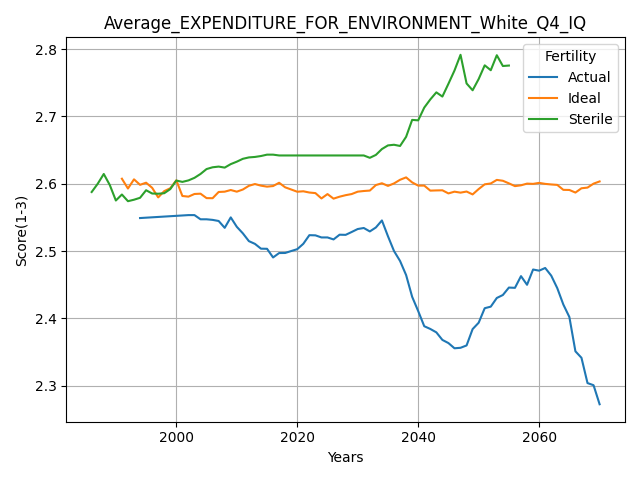 Average_EXPENDITURE_FOR_ENVIRONMENT_White_Q4_IQ
Fertility
Actual
Ideal
Sterile
Score(1-3)
2.8
2.7
2.6
2.5
2.4
2.3
2000
2020
2040
2060
Years